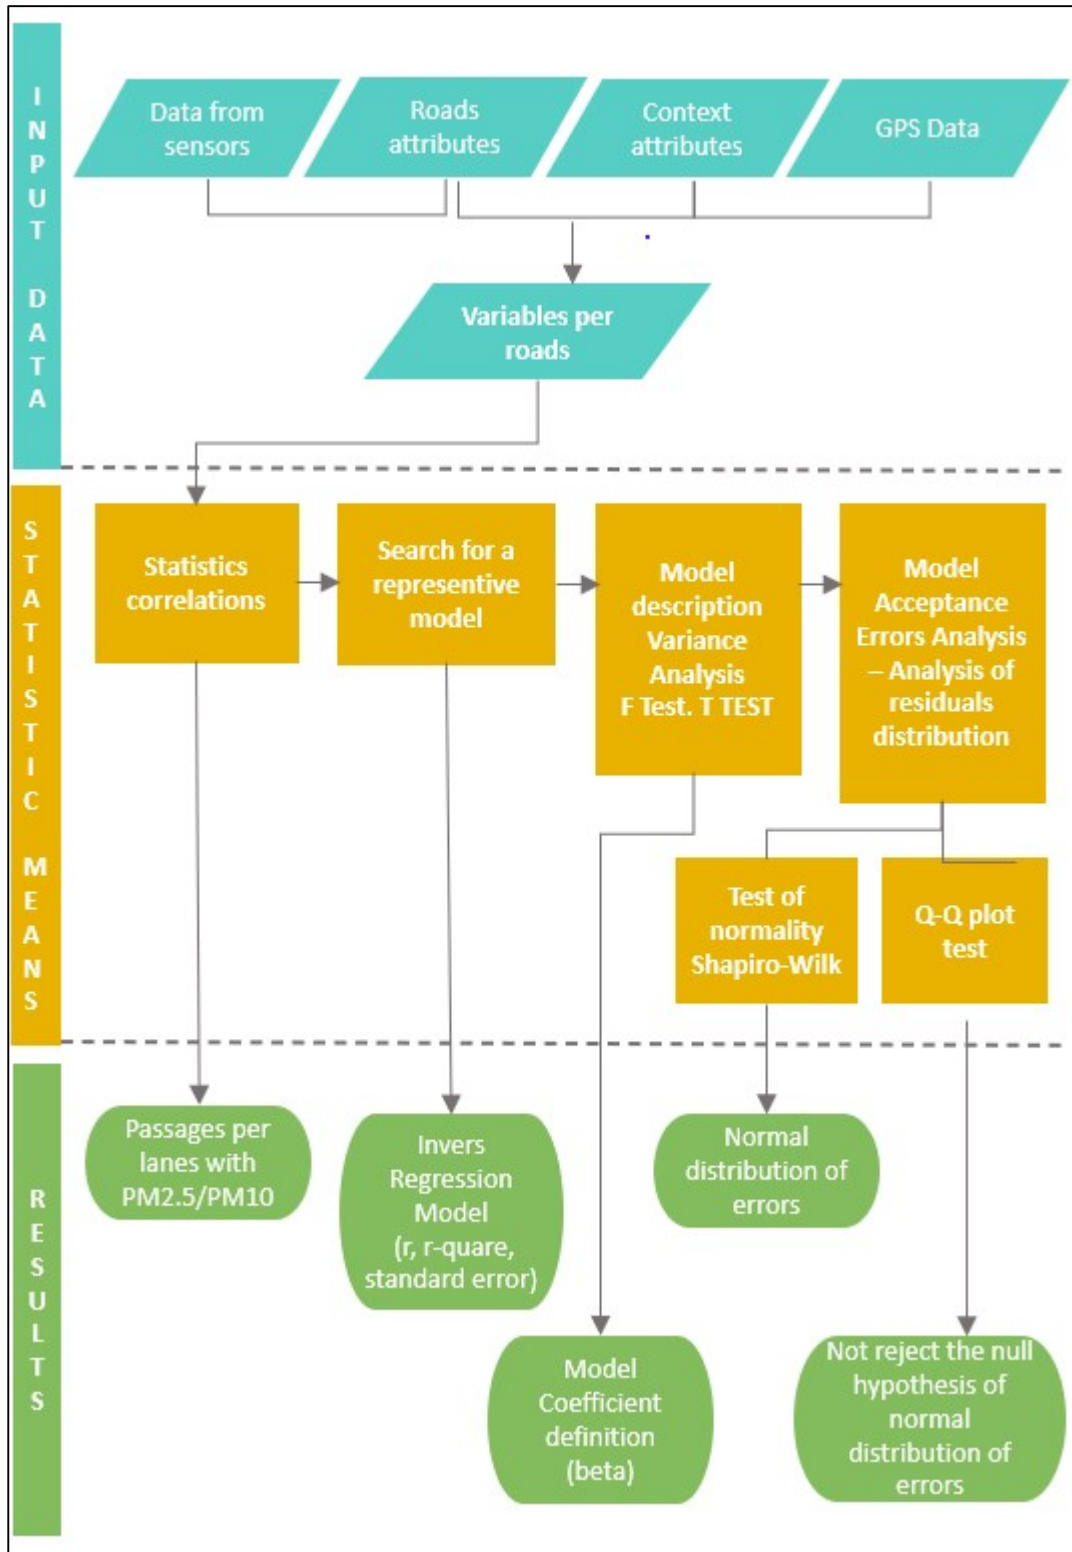 INPUT DATA
Data from
sensors
Roads
attributes
Context
attributes
GPS Data
Variables per
roads
STATISTIC MEANS
Statistics
correlations
Search for a
representive
model
Model
description
Variance
Analysis
F Test. T TEST
Model
Acceptance
Errors Analysis
– Analysis of
residuals
distribution
Test of
normality
Shapiro-Wilk
Q-Q plot
test
RESULTS
Passages per
lanes with
PM2.5/PM10
Invers
Regression
Model
(r, r-quare,
standard error)
Normal
distribution of
errors
Model
Coefficient
definition
(beta)
Not reject the null
hypothesis of
normal
distribution of
errors